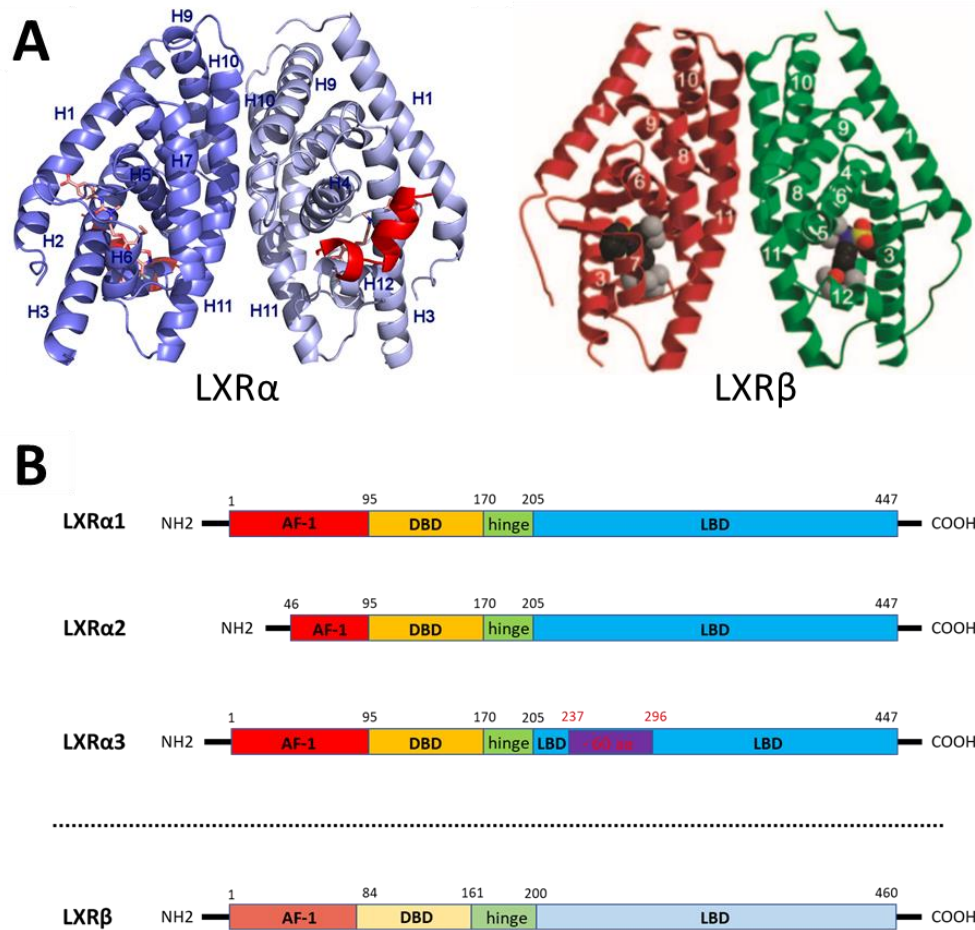 A
H9
H10
H1
H7
H5
H2
H6
H3
H11
H9
H10
H1
H4
H12
H11
H3
LXRα
10
1
9
8
6
11
7
3
10
9
1
4
8
6
5
11
3
12
LXRβ
B
1 95 170 205 447
LXRα1 NH2 AF-1 DBD hinge LBD COOH
46 95 170 205 447
LXRα2 NH2 AF-1 DBD hinge LBD COOH
1 95 170 205 237 296 447
LXRα3 NH2 AF-1 DBD hinge LBD 60 aa LBD COOH
1 84 161 200 460
LXRβ NH2 AF-1 DBD hinge LBD COOH